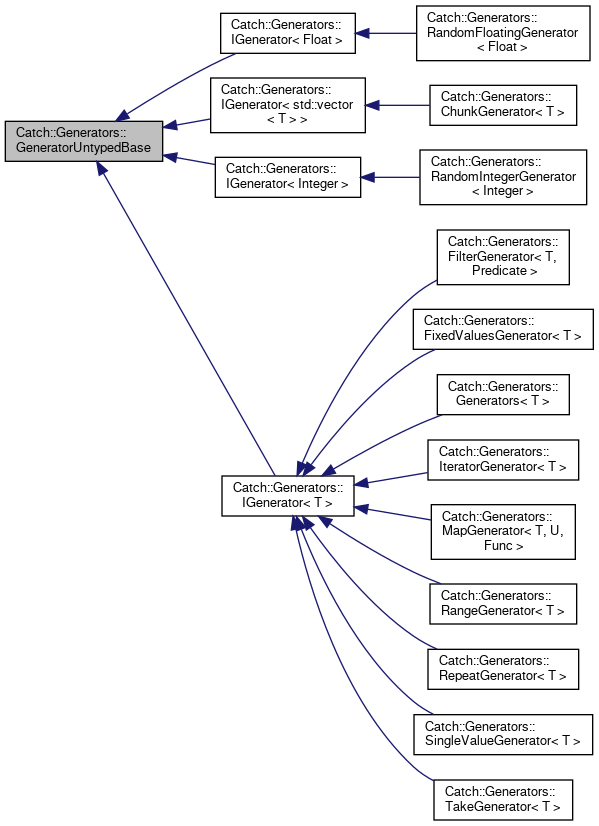 Catch::Generators::
IGenerator< Float >
Catch::Generators::
RandomFloatingGenerator
< Float >
Catch::Generators::
IGenerator< std::vector
< T > >
Catch::Generators::
ChunkGenerator< T >
Catch::Generators::
GeneratorUntypedBase
Catch::Generators::
IGenerator< Integer >
Catch::Generators::
RandomIntegerGenerator
< Integer >
Catch::Generators::
FilterGenerator< T,
Predicate >
Catch::Generators::
FixedValuesGenerator< T >
Catch::Generators::
Generators< T >
Catch::Generators::
IteratorGenerator< T >
Catch::Generators::
IGenerator< T >
Catch::Generators::
MapGenerator< T, U,
Func >
Catch::Generators::
RangeGenerator< T >
Catch::Generators::
RepeatGenerator< T >
Catch::Generators::
SingleValueGenerator< T >
Catch::Generators::
TakeGenerator< T >